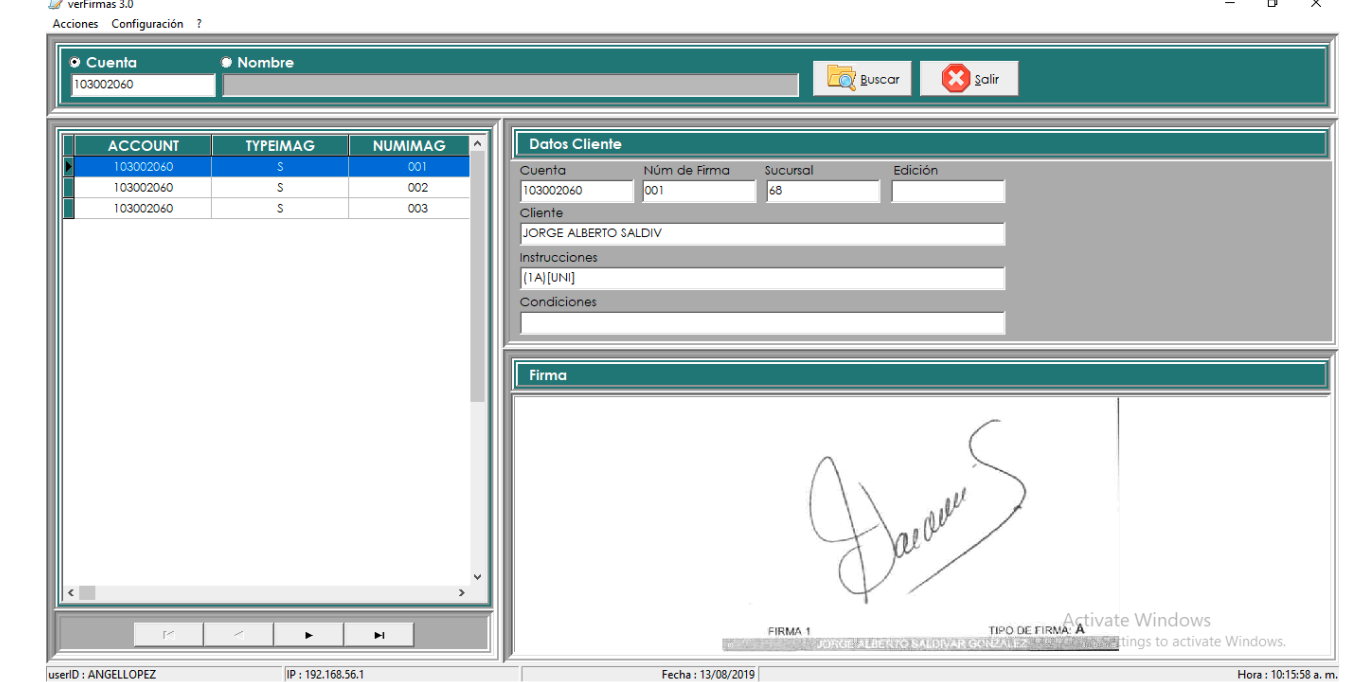 verFirmas 3.0
Acciones Configuración ?
Cuenta Nombre
103002060
Buscar Salir
ACCOUNT TYPEIMAG NUMIMAG
103002060 S 001
103002060 S 002
103002060 S 003
Datos Cliente
Cuenta Núm de Firma Sucursal Edición
103002060 001 68
Cliente
JORGE ALBERTO SALDIV
Instrucciones
(1A)[UNI]
Condiciones
Firma
FIRMA 1 TIPO DE FIRMA: A
JORGE ALBERTO SALDIVAR GONZALEZ
Activate Windows
ttings to activate Windows.
userID : ANGELLOPEZ IP : 192.168.56.1 Fecha : 13/08/2019 Hora : 10:15:58 a. m.